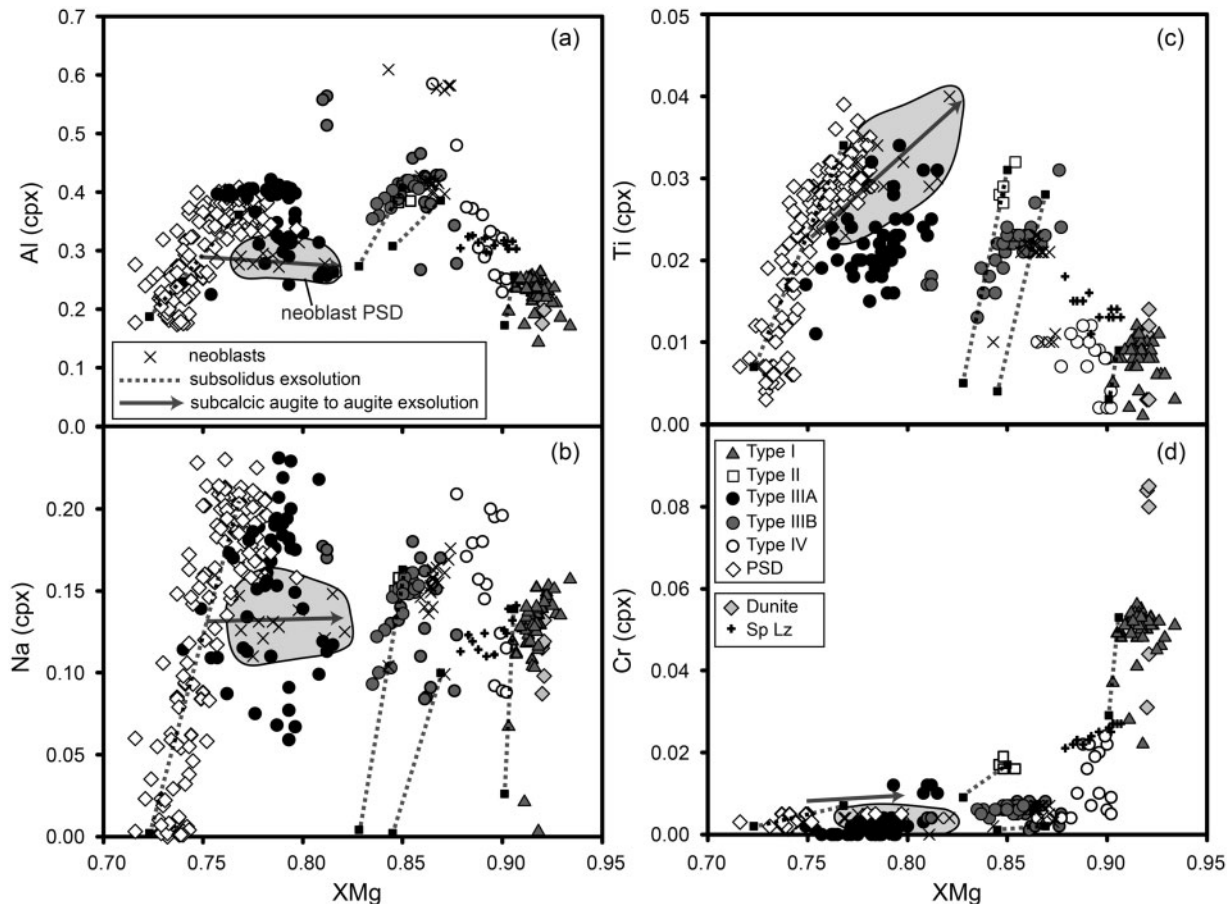 (a)
Al (cpx)
0.7
0.6
0.5
0.4
0.3
0.2
0.1
0.0
neoblast PSD
neoblasts
subsolidus exsolution
subcalcic augite to augite exsolution
(b)
Na (cpx)
0.20
0.15
0.10
0.05
0.00
0.70
0.75
0.80
0.85
0.90
0.95
XMg
(c)
Ti (cpx)
0.05
0.04
0.03
0.02
0.01
0.00
(d)
Type I
Type II
Type IIIA
Type IIIB
Type IV
PSD
Dunite
Sp Lz
Cr (cpx)
0.08
0.06
0.04
0.02
0.00
0.70
0.75
0.80
0.85
0.90
0.95
XMg